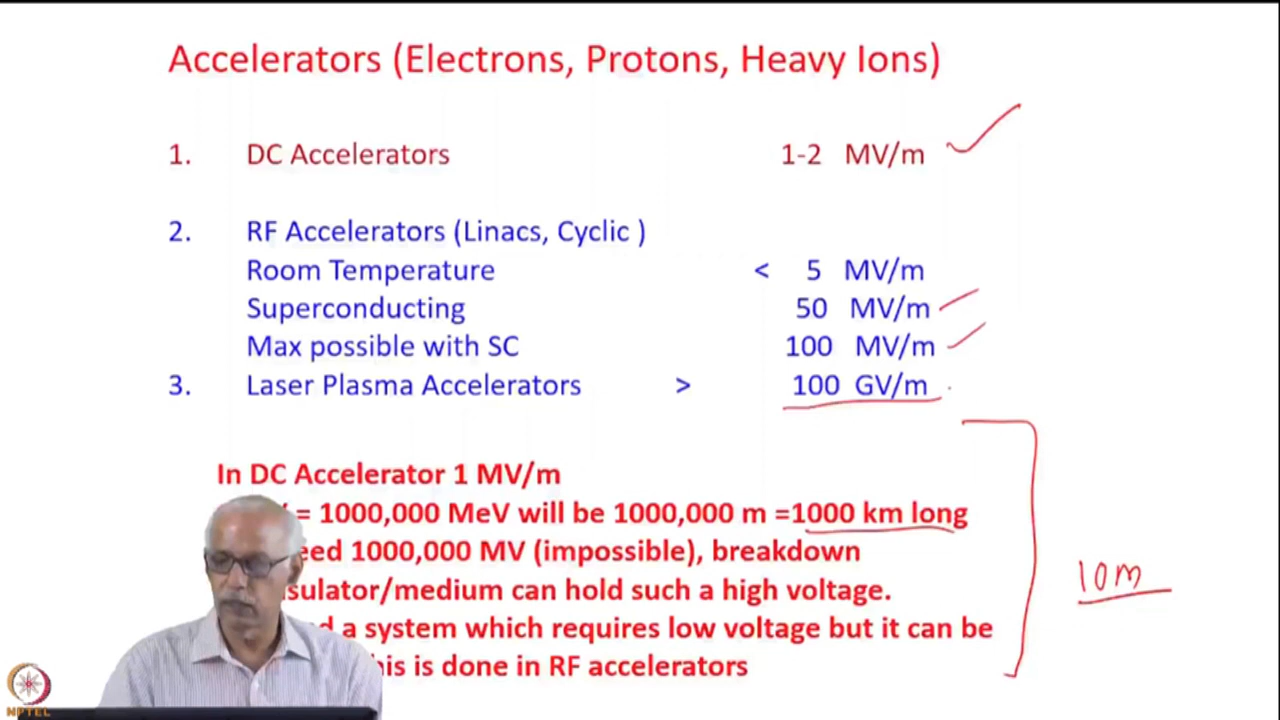 Accelerators (Electrons, Protons, Heavy Ions)
1. DC Accelerators 1-2 MV/m
2. RF Accelerators (Linacs, Cyclic )
Room Temperature < 5 MV/m
Superconducting 50 MV/m
Max possible with SC 100 MV/m
3. Laser Plasma Accelerators > 100 GV/m
In DC Accelerator 1 MV/m
= 1000,000 MeV will be 1000,000 m =1000 km long
1000,000 MV (impossible), breakdown
can hold such a high voltage.
10m
a system which requires low voltage but it can be
is done in RF accelerators
NPTEL